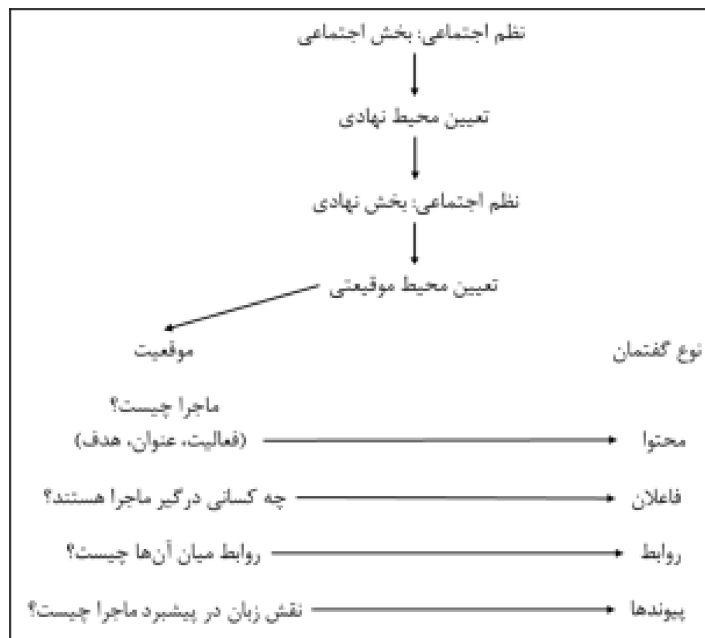 نظم اجتماعی: بخش اجتماعی
تعیین محیط نهادی
نظم اجتماعی: بخش نهادی
تعیین محیط موقیعتی
نوع گفتمان
موقعیت
ماجرا چیست؟
(فعالیت، عنوان، هدف)
محتوا
چه کسانی درگیر ماجرا هستند؟
فاعلان
روابط میان آن‌ها چیست؟
روابط
نقش زبان در پیشبرد ماجرا چیست؟
پیوندها